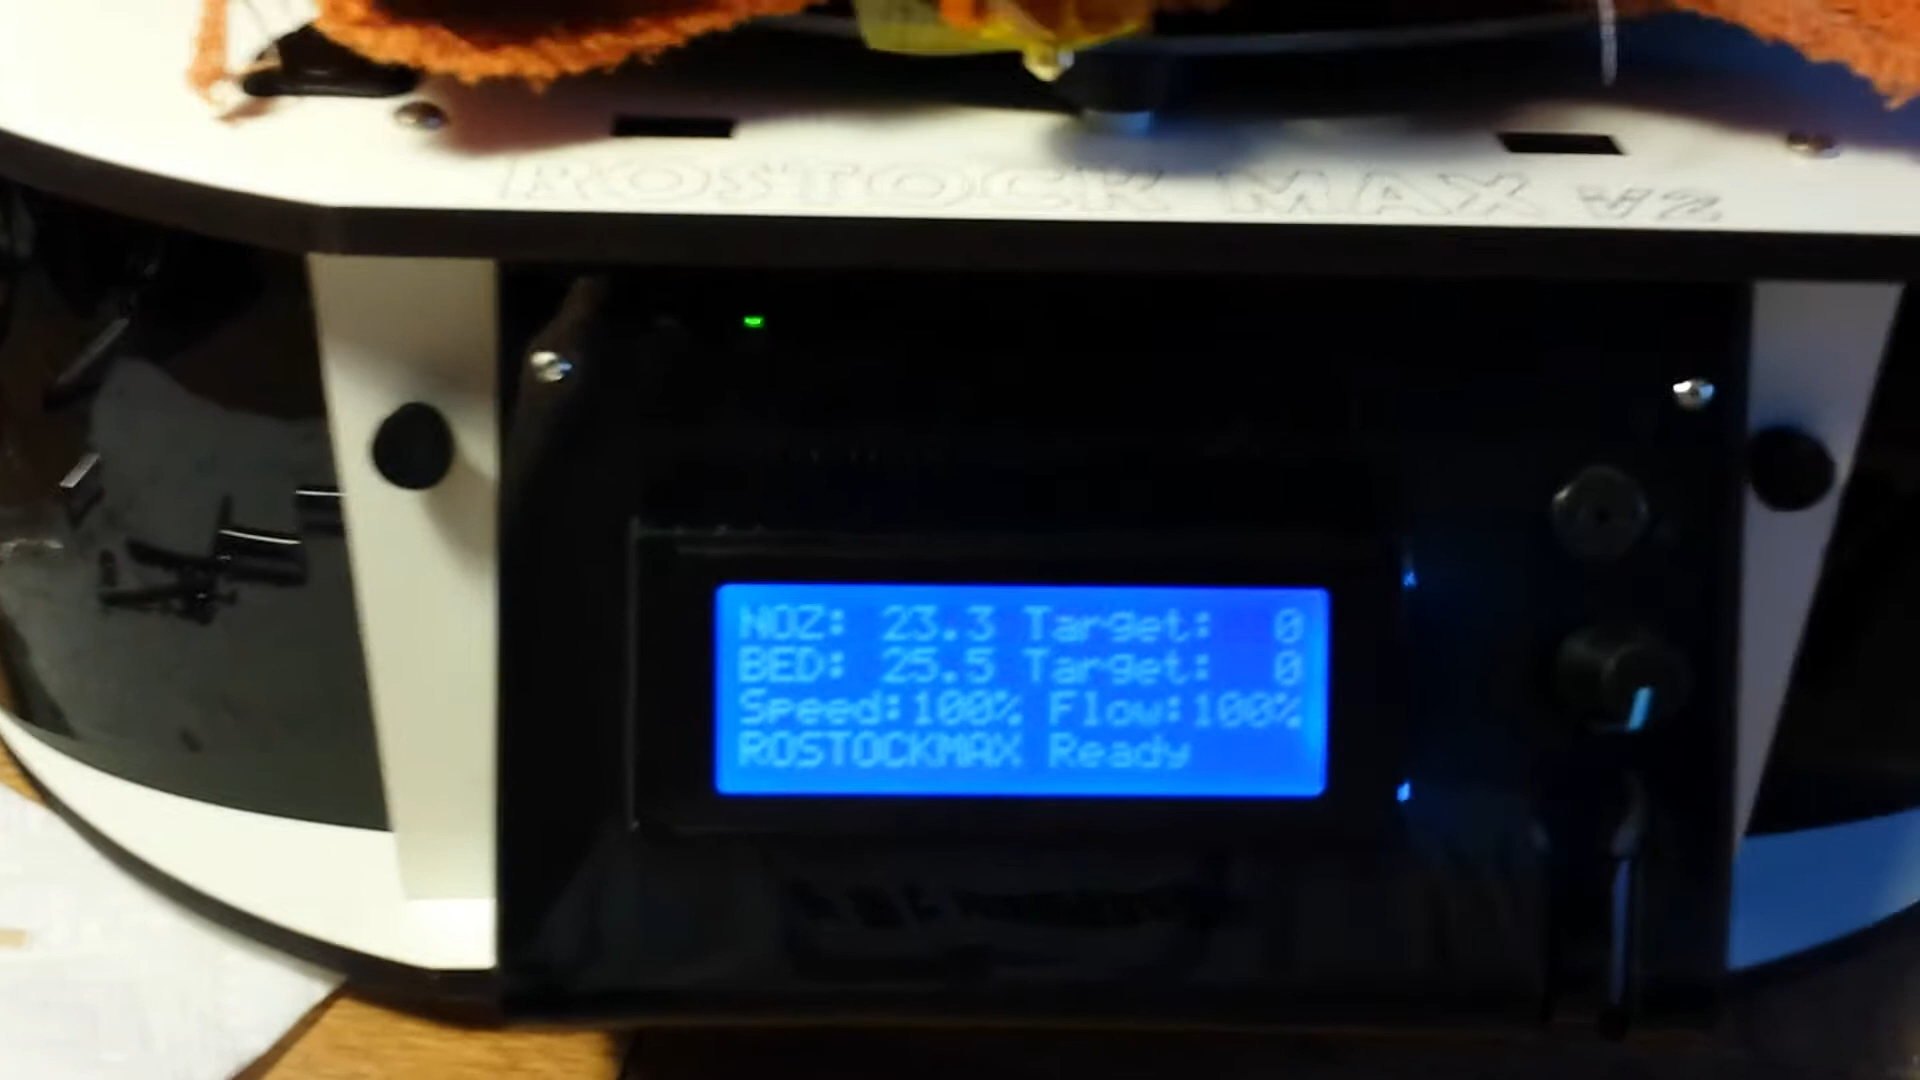 ROSTOCK MAX V2
NOZ: 23.3 Target: 0
BED: 25.5 Target: 0
Speed:100% Flow:100%
ROSTOCKMAX Ready